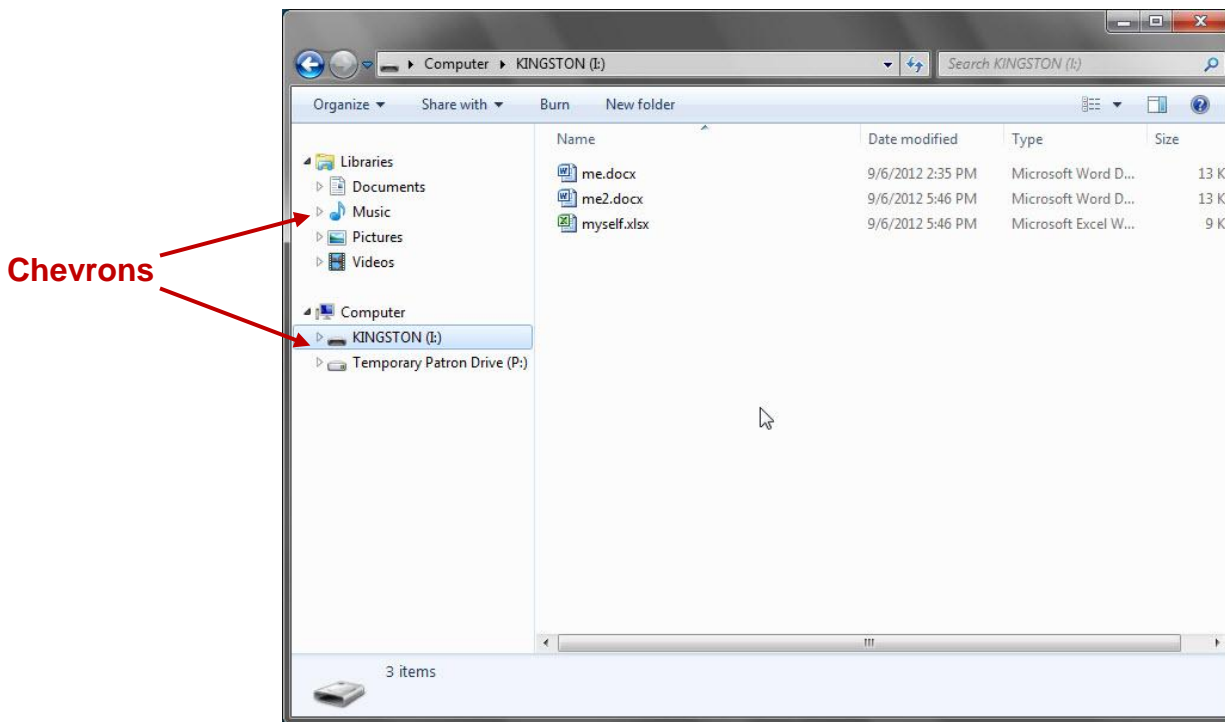 Computer KINGSTON (I:) Search KINGSTON (I:)
Organize Share with Burn New folder
Name Date modified Type Size
Libraries
Documents
Music
Pictures
Videos
Computer
KINGSTON (I:)
Temporary Patron Drive (P:)
me.docx 9/6/2012 2:35 PM Microsoft Word D... 13 K
me2.docx 9/6/2012 5:46 PM Microsoft Word D... 13 K
myself.xlsx 9/6/2012 5:46 PM Microsoft Excel W... 9 K
Chevrons
3 items